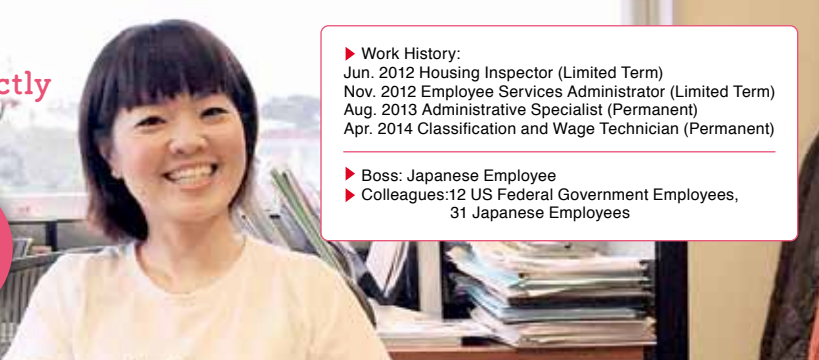 ctly
▶ Work History:
Jun. 2012 Housing Inspector (Limited Term)
Nov. 2012 Employee Services Administrator (Limited Term)
Aug. 2013 Administrative Specialist (Permanent)
Apr. 2014 Classification and Wage Technician (Permanent)
▶ Boss: Japanese Employee
▶ Colleagues:12 US Federal Government Employees,
31 Japanese Employees